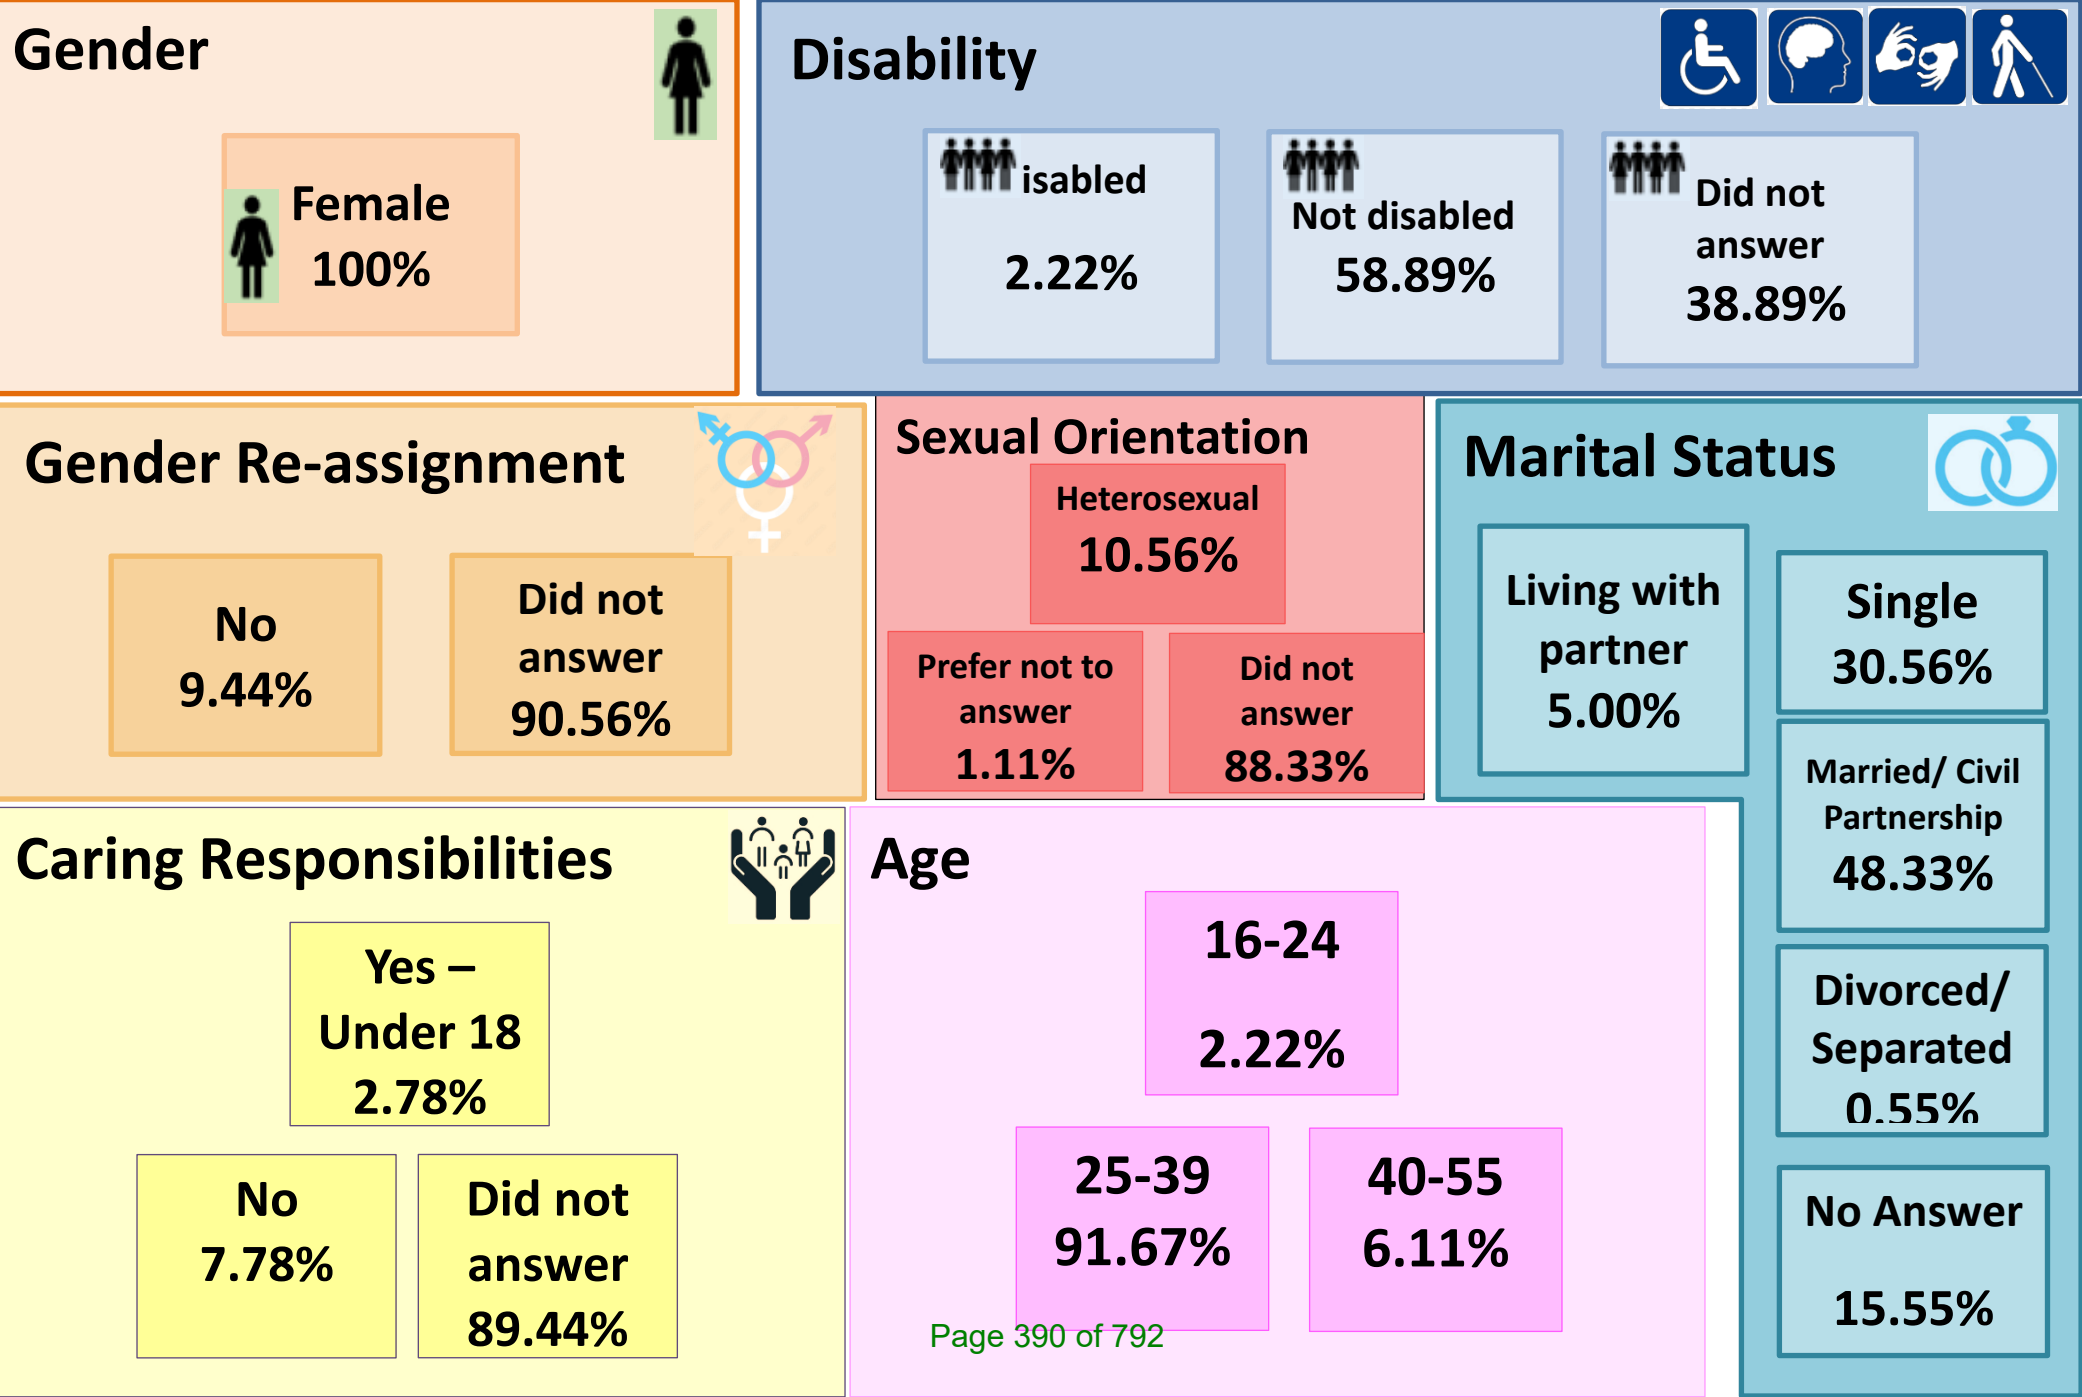 Gender
Female
100%
Disability
isabled
2.22%
Not disabled
58.89%
Did not
answer
38.89%
Gender Re-assignment
No
9.44%
Did not
answer
90.56%
Sexual Orientation
Heterosexual
10.56%
Prefer not to
answer
1.11%
Did not
answer
88.33%
Marital Status
Living with
partner
5.00%
Single
30.56%
Married/ Civil
Partnership
48.33%
Divorced/
Separated
0.55%
No Answer
15.55%
Caring Responsibilities
Yes –
Under 18
2.78%
No
7.78%
Did not
answer
89.44%
Age
16-24
2.22%
25-39
91.67%
40-55
6.11%
Page 390 of 792